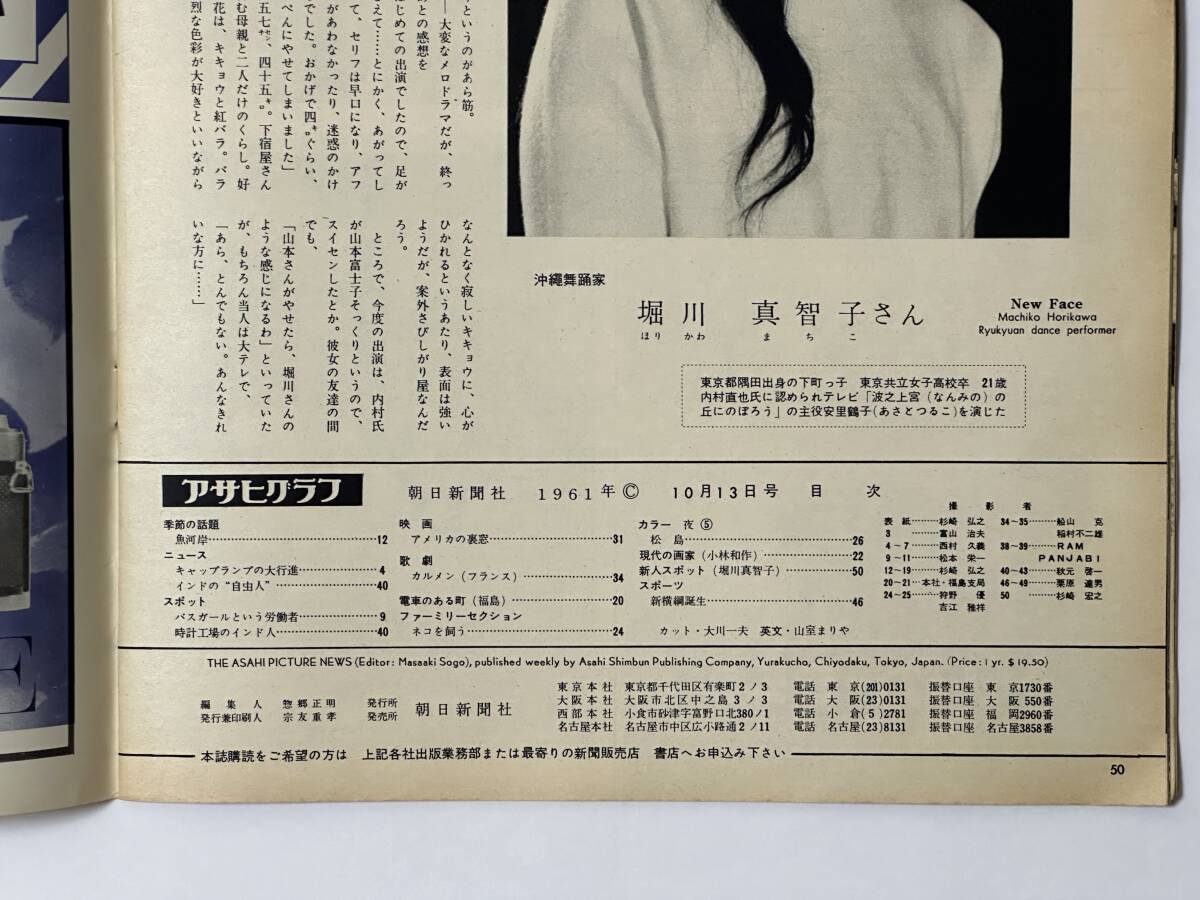 うというのがあら筋。
――大変なメロドラマだが、終っ
との感想を
じめての出演でしたので、足が
えて……とにかく、あがってし
て、セリフは早口になり、アフ
があわなかったり、迷惑のかけ
でした。おかげで四㌔ぐらい、
ぺんにやせてしまいました」
五七㌢、四十五㌔。下宿屋さん
む母親と二人だけのくらし。好
花は、キキョウと紅バラ。バラ
烈な色彩が大好きといいながら
なんとなく寂しいキキョウに、心が
ひかれるというあたり、表面は強い
ようだが、案外さびしがり屋なんだ
ろう。
ところで、今度の出演は、内村氏
が山本富士子そっくりというので、
スイセンしたとか。彼女の友達の間
でも、
「山本さんがやせたら、堀川さんの
ような感じになるわ」といっていた
が、もちろん当人は大テレで、
「あら、とんでもない。あんなきれ
いな方に……」
沖縄舞踊家
堀川 真智子さん
ほり かわ ま ち こ
New Face
Machiko Horikawa
Ryukyuan dance performer
東京都隅田出身の下町っ子 東京共立女子高校卒 21歳
内村直也氏に認められテレビ「波之上宮（なんみの）の
丘にのぼろう」の主役安里鶴子(あさとつるこ)を演じた
アサヒグラフ 朝日新聞社 1961年© 10月13日号 目 次
季節の話題
魚河岸……12
ニュース
キャップランプの大行進……4
インドの“自虫人”……40
スポット
バスガールという労働者……9
時計工場のインド人……40
映 画
アメリカの裏窓……31
歌 劇
カルメン（フランス）……34
電車のある町（福島）……20
ファーミリーセクション
ネコを飼う……24
カラー 夜⑤
松 島……26
現代の画家（小林和作）……22
新人スポット（堀川真智子）……50
スポーツ
新横綱誕生……46
カット・大川一夫 英文・山室まりや
撮 影 者
表 紙……杉崎 弘之
3……富山 治夫
4～7……西村 久義
9～11……松本 栄一
12～19……杉崎 弘之
20～21…本社・福島支局
24～25……狩野 優
吉江 雅祥
34～35……船山 克
稲村不二雄
38～39……RAM
PANJABI
40～43……秋元 啓一
46～49……栗原 達男
50……杉崎 宏之
THE ASAHI PICTURE NEWS (Editor: Masaaki Sogo), published weekly by Asahi Shimbun Publishing Company, Yurakucho, Chiyodaku, Tokyo, Japan. (Price: 1 yr. $ 19.50)
編 集 人 惣郷正明 発行所
発行兼印刷人 宗友重孝 発売所
朝日新聞社
東京本社 東京都千代田区有楽町2ノ3 電話 東 京(201)0131 振替口座 東 京1730番
大阪本社 大阪市北区中之島3ノ3 電話 大 阪(23)0131 振替口座 大 阪 550番
西部本社 小倉市砂津字富野口380ノ1 電話 小 倉(5)2781 振替口座 福 岡2960番
名古屋本社 名古屋市中区広小路通2ノ11 電話 名古屋(23)8131 振替口座 名古屋3858番
本誌購読をご希望の方は 上記各社出版業務部または最寄りの新聞販売店 書店へお申込み下さい
50